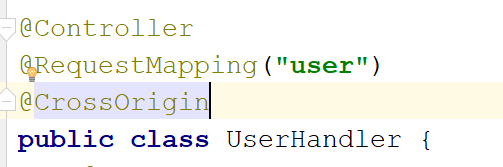 @Controller
@RequestMapping("user")
@CrossOrigin
public class UserHandler {